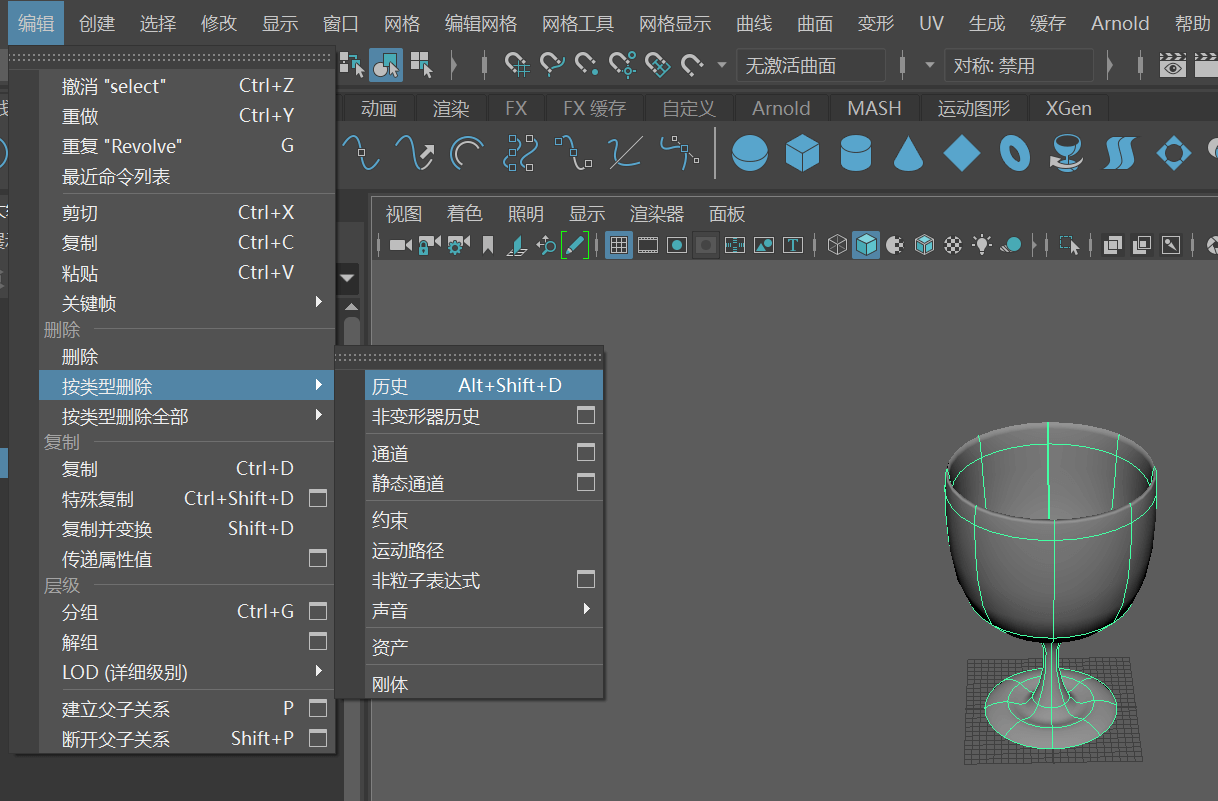 编辑 创建 选择 修改 显示 窗口 网格 编辑网格 网格工具 网格显示 曲线 曲面 变形 UV 生成 缓存 Arnold 帮助
无激活曲面 对称: 禁用
动画 渲染 FX FX 缓存 自定义 Arnold MASH 运动图形 XGen
视图 着色 照明 显示 渲染器 面板
撤消 "select" Ctrl+Z
重做 Ctrl+Y
重复 "Revolve" G
最近命令列表
剪切 Ctrl+X
复制 Ctrl+C
粘贴 Ctrl+V
关键帧
删除
删除
按类型删除
按类型删除全部
复制
复制 Ctrl+D
特殊复制 Ctrl+Shift+D
复制并变换 Shift+D
传递属性值
层级
分组 Ctrl+G
解组
LOD (详细级别)
建立父子关系 P
断开父子关系 Shift+P
历史 Alt+Shift+D
非变形器历史
通道
静态通道
约束
运动路径
非粒子表达式
声音
资产
刚体